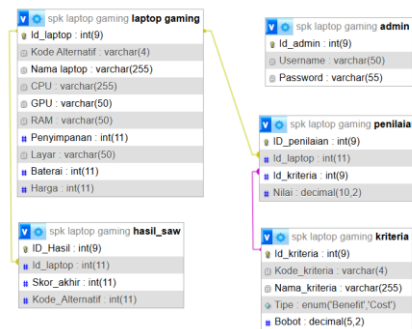 spk laptop gaming laptop gaming
Id_laptop : int(9)
Kode Alternatif : varchar(4)
Nama laptop : varchar(255)
CPU : varchar(255)
GPU : varchar(50)
RAM : varchar(50)
Penyimpanan : int(11)
Layar : varchar(50)
Baterai : int(11)
Harga : int(11)
spk laptop gaming hasil_saw
ID_Hasil : int(9)
Id_laptop : int(11)
Skor_akhir : int(11)
Kode_Alternatif : int(11)
spk laptop gaming admin
Id_admin : int(9)
Username : varchar(50)
Password : varchar(55)
spk laptop gaming penilaia
ID_penilaian : int(9)
Id_laptop : int(11)
Id_kriteria : int(9)
Nilai : decimal(10,2)
spk laptop gaming kriteria
Id_kriteria : int(9)
Kode_kriteria : varchar(4)
Nama_kriteria : varchar(255)
Tipe : enum('Benefit','Cost')
Bobot : decimal(5,2)